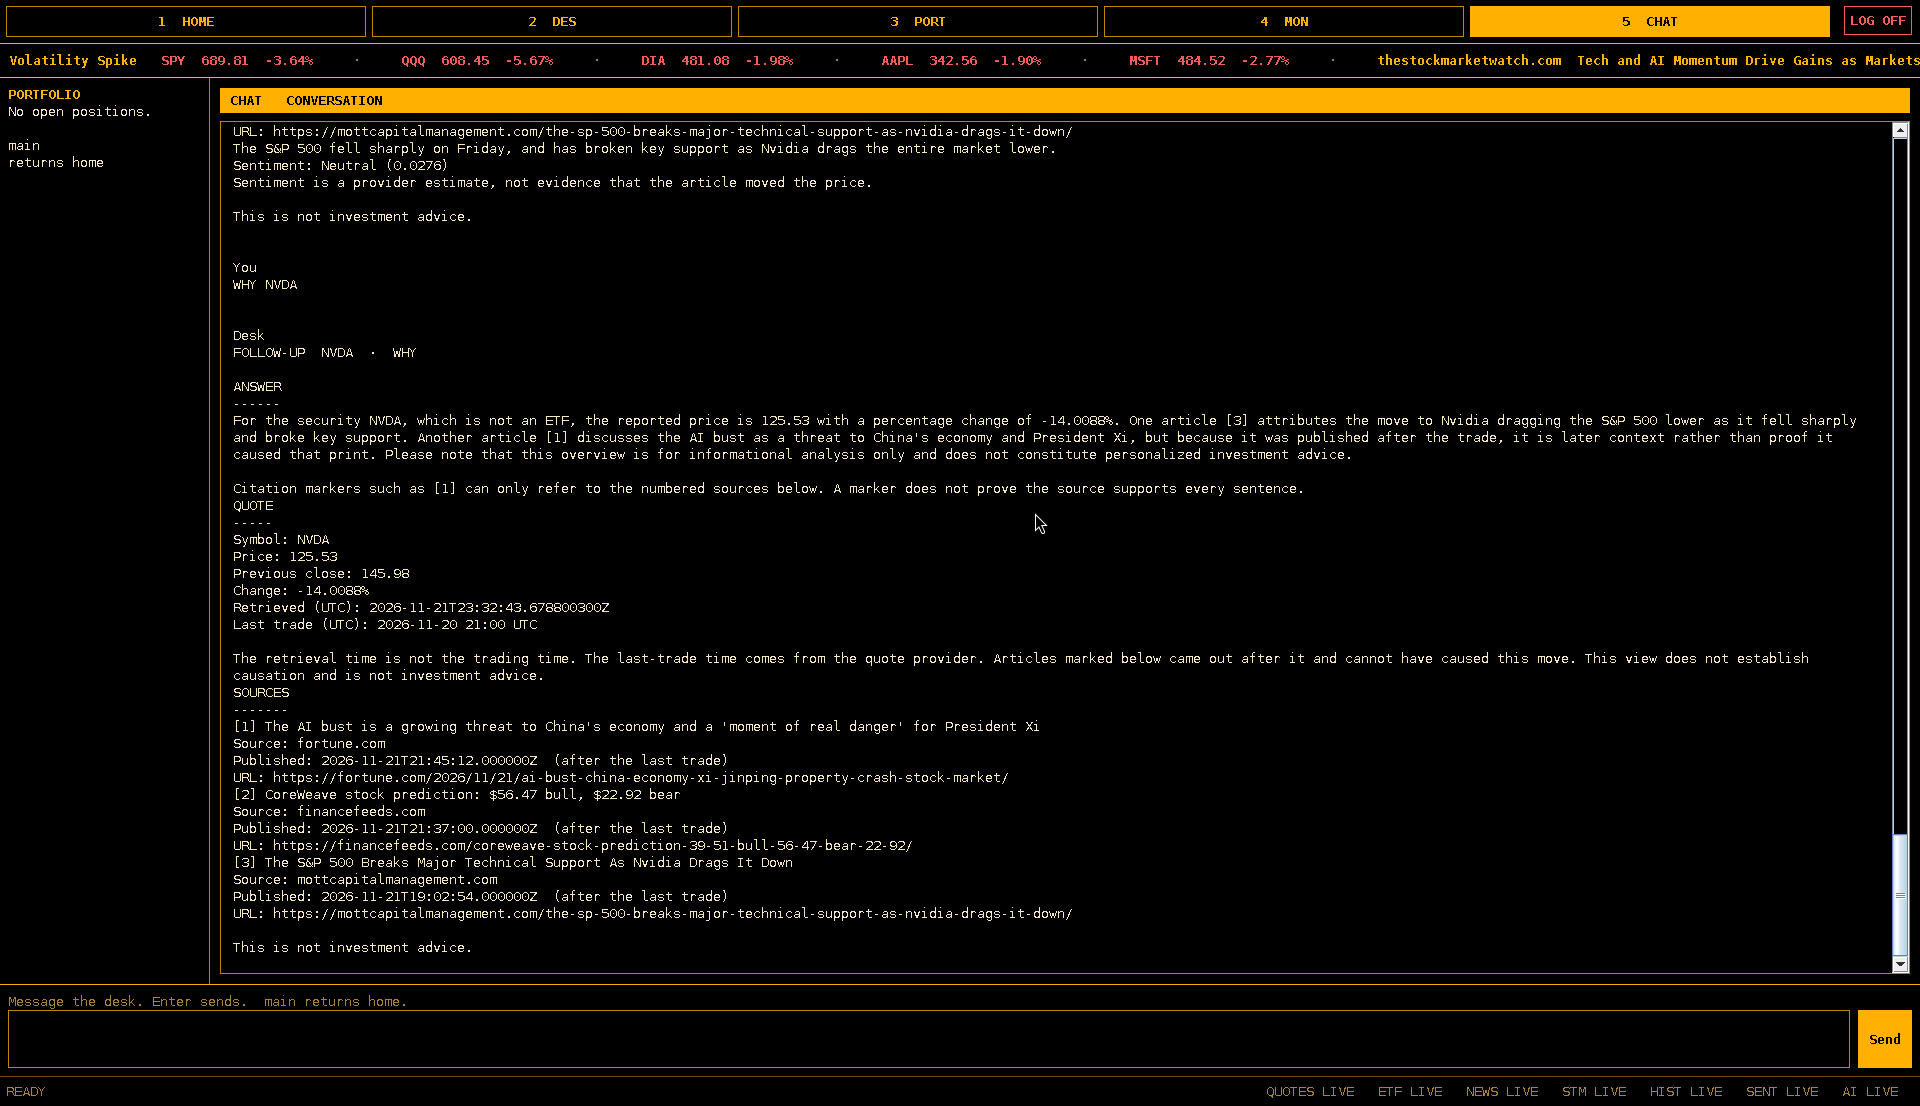 1 HOME
2 DES
3 PORT
4 MON
5 CHAT
LOG OFF
Volatility Spike SPY 689.81 -3.64% · QQQ 608.45 -5.67% · DIA 481.08 -1.98% · AAPL 342.56 -1.90% · MSFT 484.52 -2.77% · thestockmarketwatch.com Tech and AI Momentum Drive Gains as Markets
PORTFOLIO
No open positions.
main
returns home
CHAT CONVERSATION
URL: https://mottcapitalmanagement.com/the-sp-500-breaks-major-technical-support-as-nvidia-drags-it-down/
The S&P 500 fell sharply on Friday, and has broken key support as Nvidia drags the entire market lower.
Sentiment: Neutral (0.0276)
Sentiment is a provider estimate, not evidence that the article moved the price.
This is not investment advice.
You
WHY NVDA
Desk
FOLLOW-UP NVDA · WHY
ANSWER
------
For the security NVDA, which is not an ETF, the reported price is 125.53 with a percentage change of -14.0088%. One article [3] attributes the move to Nvidia dragging the S&P 500 lower as it fell sharply
and broke key support. Another article [1] discusses the AI bust as a threat to China's economy and President Xi, but because it was published after the trade, it is later context rather than proof it
caused that print. Please note that this overview is for informational analysis only and does not constitute personalized investment advice.
Citation markers such as [1] can only refer to the numbered sources below. A marker does not prove the source supports every sentence.
QUOTE
-----
Symbol: NVDA
Price: 125.53
Previous close: 145.98
Change: -14.0088%
Retrieved (UTC): 2026-11-21T23:32:43.678800300Z
Last trade (UTC): 2026-11-20 21:00 UTC
The retrieval time is not the trading time. The last-trade time comes from the quote provider. Articles marked below came out after it and cannot have caused this move. This view does not establish
causation and is not investment advice.
SOURCES
-------
[1] The AI bust is a growing threat to China's economy and a 'moment of real danger' for President Xi
Source: fortune.com
Published: 2026-11-21T21:45:12.000000Z (after the last trade)
URL: https://fortune.com/2026/11/21/ai-bust-china-economy-xi-jinping-property-crash-stock-market/
[2] CoreWeave stock prediction: $56.47 bull, $22.92 bear
Source: financefeeds.com
Published: 2026-11-21T21:37:00.000000Z (after the last trade)
URL: https://financefeeds.com/coreweave-stock-prediction-39-51-bull-56-47-bear-22-92/
[3] The S&P 500 Breaks Major Technical Support As Nvidia Drags It Down
Source: mottcapitalmanagement.com
Published: 2026-11-21T19:02:54.000000Z (after the last trade)
URL: https://mottcapitalmanagement.com/the-sp-500-breaks-major-technical-support-as-nvidia-drags-it-down/
This is not investment advice.
Message the desk. Enter sends. main returns home.
Send
READY
QUOTES LIVE ETF LIVE NEWS LIVE STM LIVE HIST LIVE SENT LIVE AI LIVE